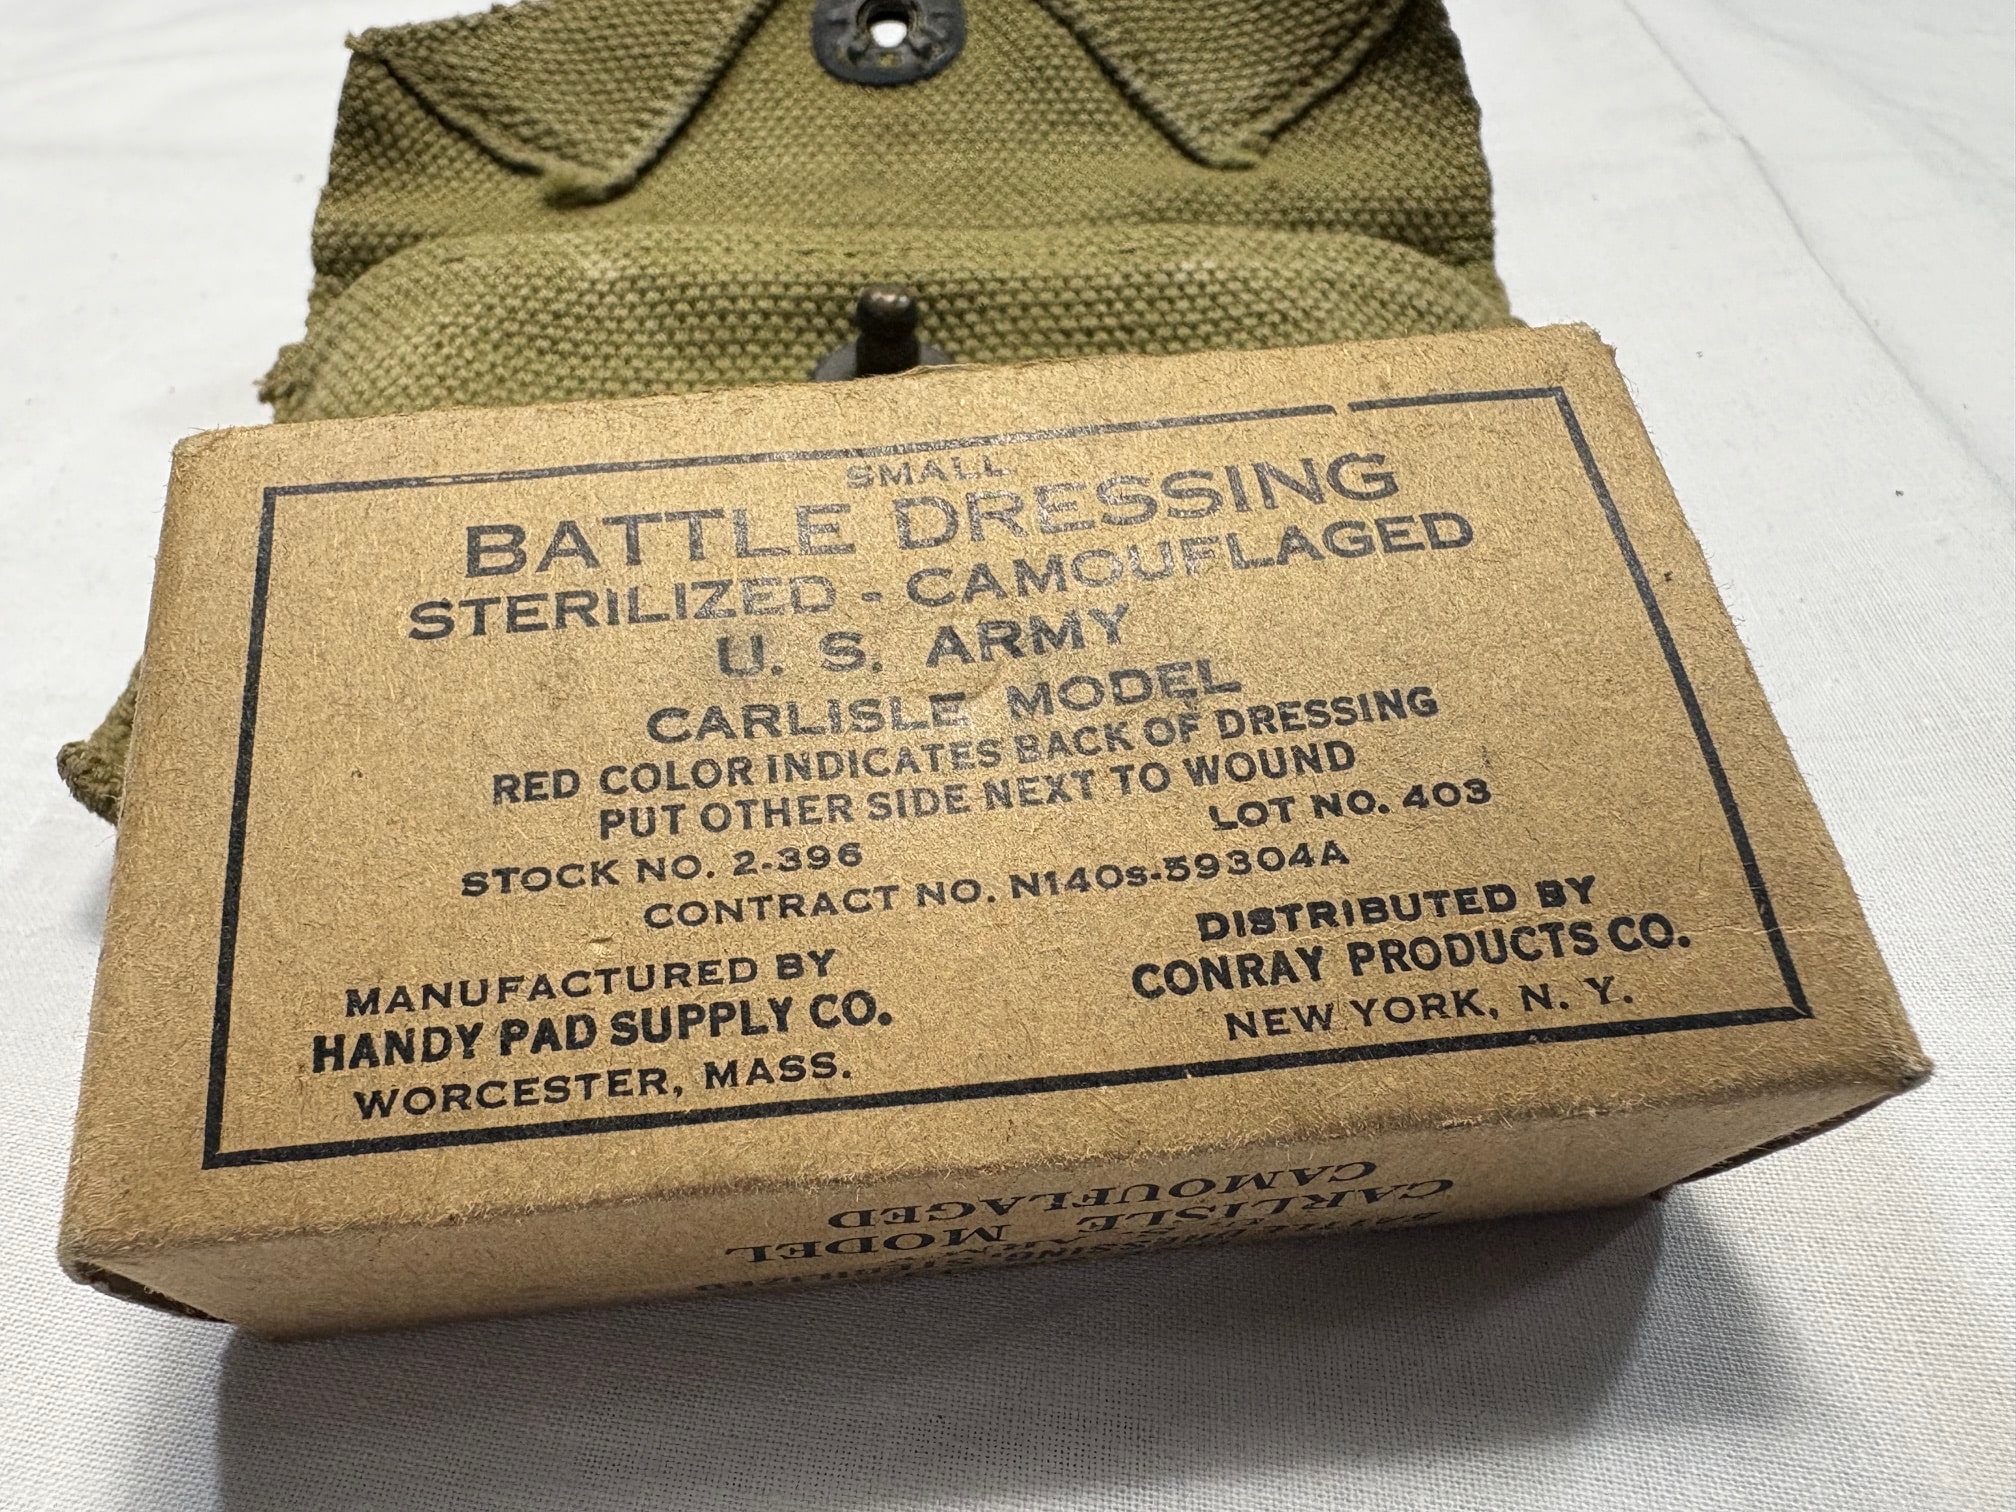 SMALL
BATTLE DRESSING
STERILIZED - CAMOUFLAGED
U. S. ARMY
CARLISLE MODEL
RED COLOR INDICATES BACK OF DRESSING
PUT OTHER SIDE NEXT TO WOUND
STOCK NO. 2-396 LOT NO. 403
CONTRACT NO. N140s-59304A
MANUFACTURED BY
HANDY PAD SUPPLY CO.
WORCESTER, MASS.
DISTRIBUTED BY
CONRAY PRODUCTS CO.
NEW YORK, N. Y.
CARLISLE MODEL
CAMOUFLAGED